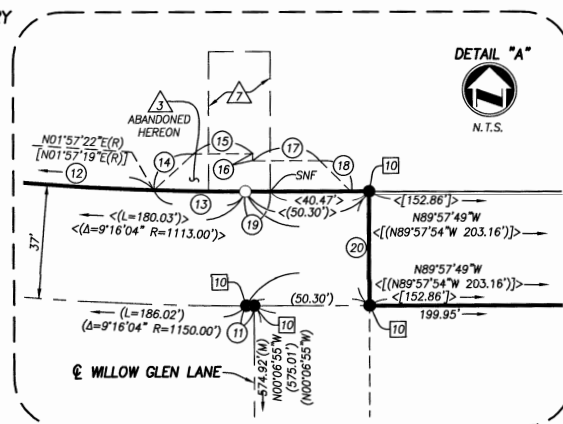 RY
DETAIL "A"
N.T.S.
7
3
ABANDONED
HEREON
N01°57'22"E(R)
[N01°57'19"E(R)]
12
14
15
16
17
18
10
13
SNF
<40.47>
<(50.30')>
19
<[152.86']>
N89°57'49"W
<[(N89°57'54"W 203.16')]>
<(L=180.03')>
<(Δ=9°16'04" R=1113.00')>
37'
20
N89°57'49"W
<[(N89°57'54"W 203.16')]>
<[152.86']>
199.95'
10
(50.30')
10
(L=186.02')
(Δ=9°16'04" R=1150.00')
11
10
574.92'(M)
N00°06'55"W
(575.01')
(N00°06'55"W)
℄ WILLOW GLEN LANE